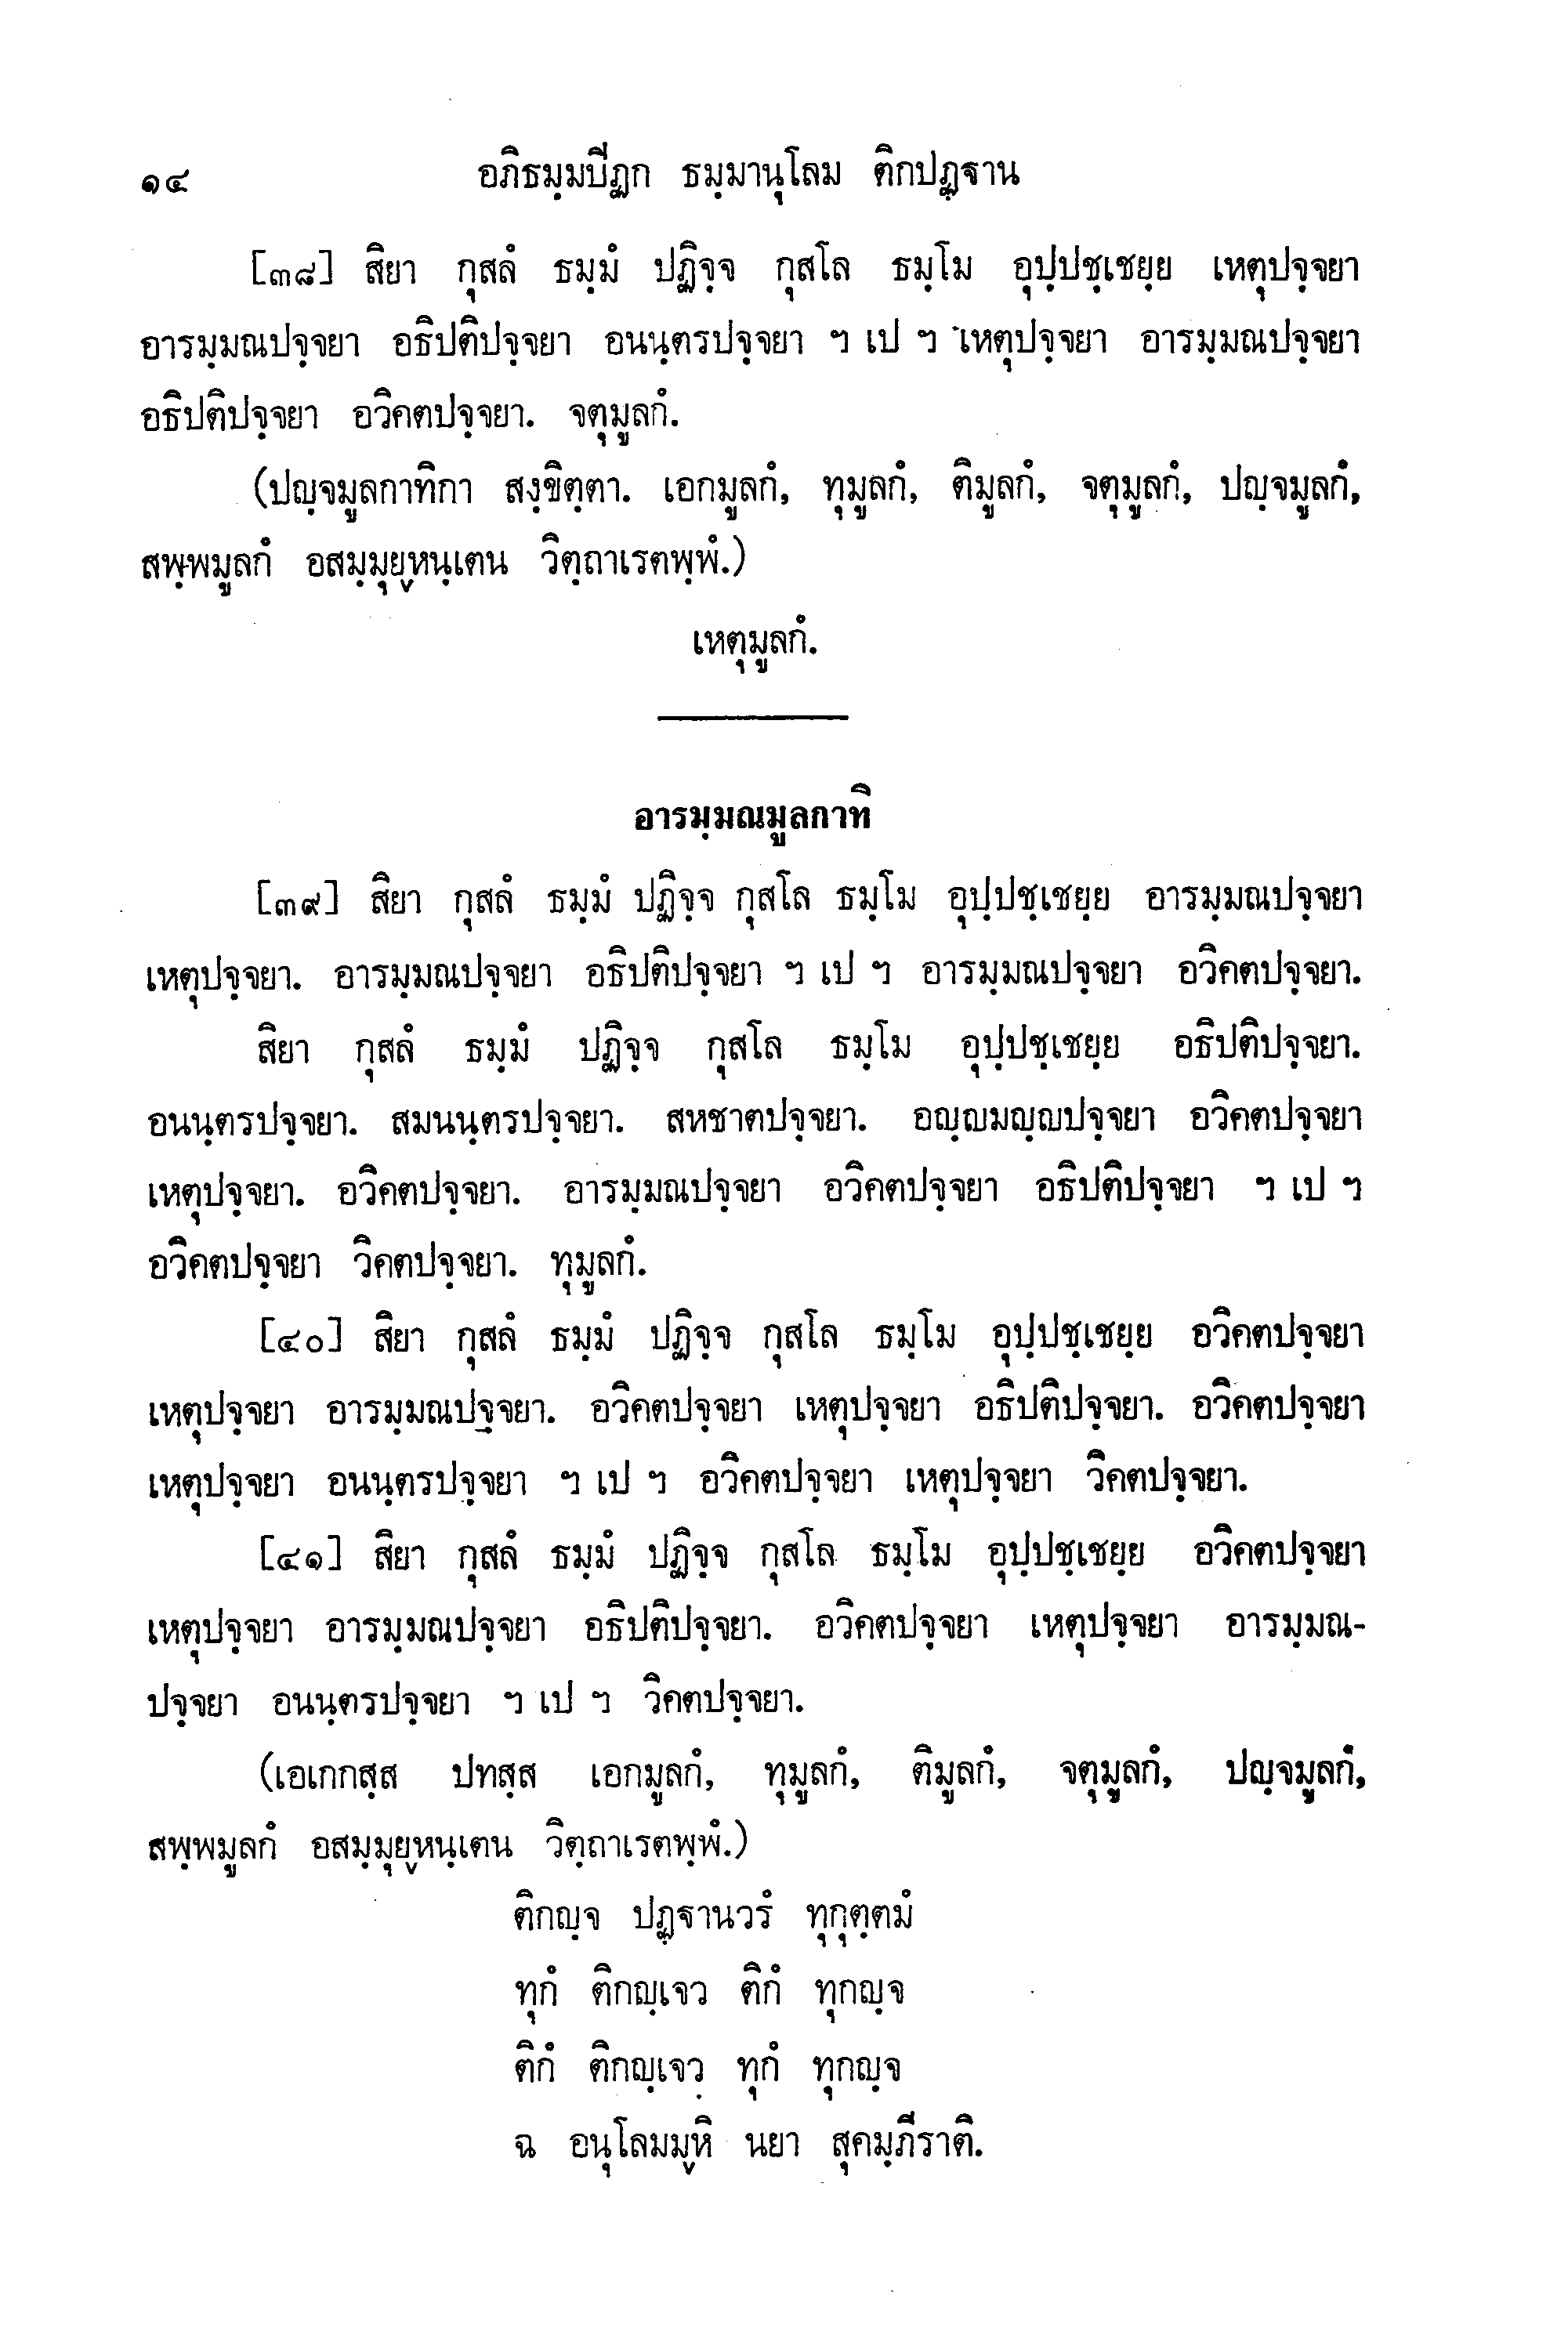 ๑๔ อภิธมฺมปิฏก ธมฺมานุโลม ติกปฏฺฐาน
[๓๘] สิยา กุสลํ ธมฺมํ ปฏิจฺจ กุสโล ธมฺโม อุปฺปชฺเชยฺย เหตุปจฺจยา
อารมฺมณปจฺจยา อธิปติปจฺจยา อนนฺตรปจฺจยา ฯ เป ฯ เหตุปจฺจยา อารมฺมณปจฺจยา
อธิปติปจฺจยา อวิคตปจฺจยา. จตุมูลกํ.
(ปญฺจมูลกาทิกา สงฺขิตฺตา. เอกมูลกํ, ทุมูลกํ, ติมูลกํ, จตุมูลกํ, ปญฺจมูลกํ,
สพฺพมูลกํ อสมฺมุยฺหนฺเตน วิตฺถาเรตพฺพํ.)
เหตุมูลกํ.
อารมฺมณมูลกาทิ
[๓๙] สิยา กุสลํ ธมฺมํ ปฏิจฺจ กุสโล ธมฺโม อุปฺปชฺเชยฺย อารมฺมณปจฺจยา
เหตุปจฺจยา. อารมฺมณปจฺจยา อธิปติปจฺจยา ฯ เป ฯ อารมฺมณปจฺจยา อวิคตปจฺจยา.
สิยา กุสลํ ธมฺมํ ปฏิจฺจ กุสโล ธมฺโม อุปฺปชฺเชยฺย อธิปติปจฺจยา.
อนนฺตรปจฺจยา. สมนนฺตรปจฺจยา. สหชาตปจฺจยา. อญฺญมญฺญปจฺจยา อวิคตปจฺจยา
เหตุปจฺจยา. อวิคตปจฺจยา. อารมฺมณปจฺจยา อวิคตปจฺจยา อธิปติปจฺจยา ฯ เป ฯ
อวิคตปจฺจยา วิคตปจฺจยา. ทุมูลกํ.
[๔๐] สิยา กุสลํ ธมฺมํ ปฏิจฺจ กุสโล ธมฺโม อุปฺปชฺเชยฺย อวิคตปจฺจยา
เหตุปจฺจยา อารมฺมณปจฺจยา. อวิคตปจฺจยา เหตุปจฺจยา อธิปติปจฺจยา. อวิคตปจฺจยา
เหตุปจฺจยา อนนฺตรปจฺจยา ฯ เป ฯ อวิคตปจฺจยา เหตุปจฺจยา วิคตปจฺจยา.
[๔๑] สิยา กุสลํ ธมฺมํ ปฏิจฺจ กุสโล ธมฺโม อุปฺปชฺเชยฺย อวิคตปจฺจยา
เหตุปจฺจยา อารมฺมณปจฺจยา อธิปติปจฺจยา. อวิคตปจฺจยา เหตุปจฺจยา อารมฺมณ-
ปจฺจยา อนนฺตรปจฺจยา ฯ เป ฯ วิคตปจฺจยา.
(เอเกกสฺส ปทสฺส เอกมูลกํ, ทุมูลกํ, ติมูลกํ, จตุมูลกํ, ปญฺจมูลกํ,
สพฺพมูลกํ อสมฺมุยฺหนฺเตน วิตฺถาเรตพฺพํ.)
ติกญฺจ ปฏฺฐานวรํ ทุกุตฺตมํ
ทุกํ ติกญฺเจว ติกํ ทุกญฺจ
ติกํ ติกญฺเจว ทุกํ ทุกญฺจ
ฉ อนุโลมมฺหิ นยา สุคมฺภีราติ.